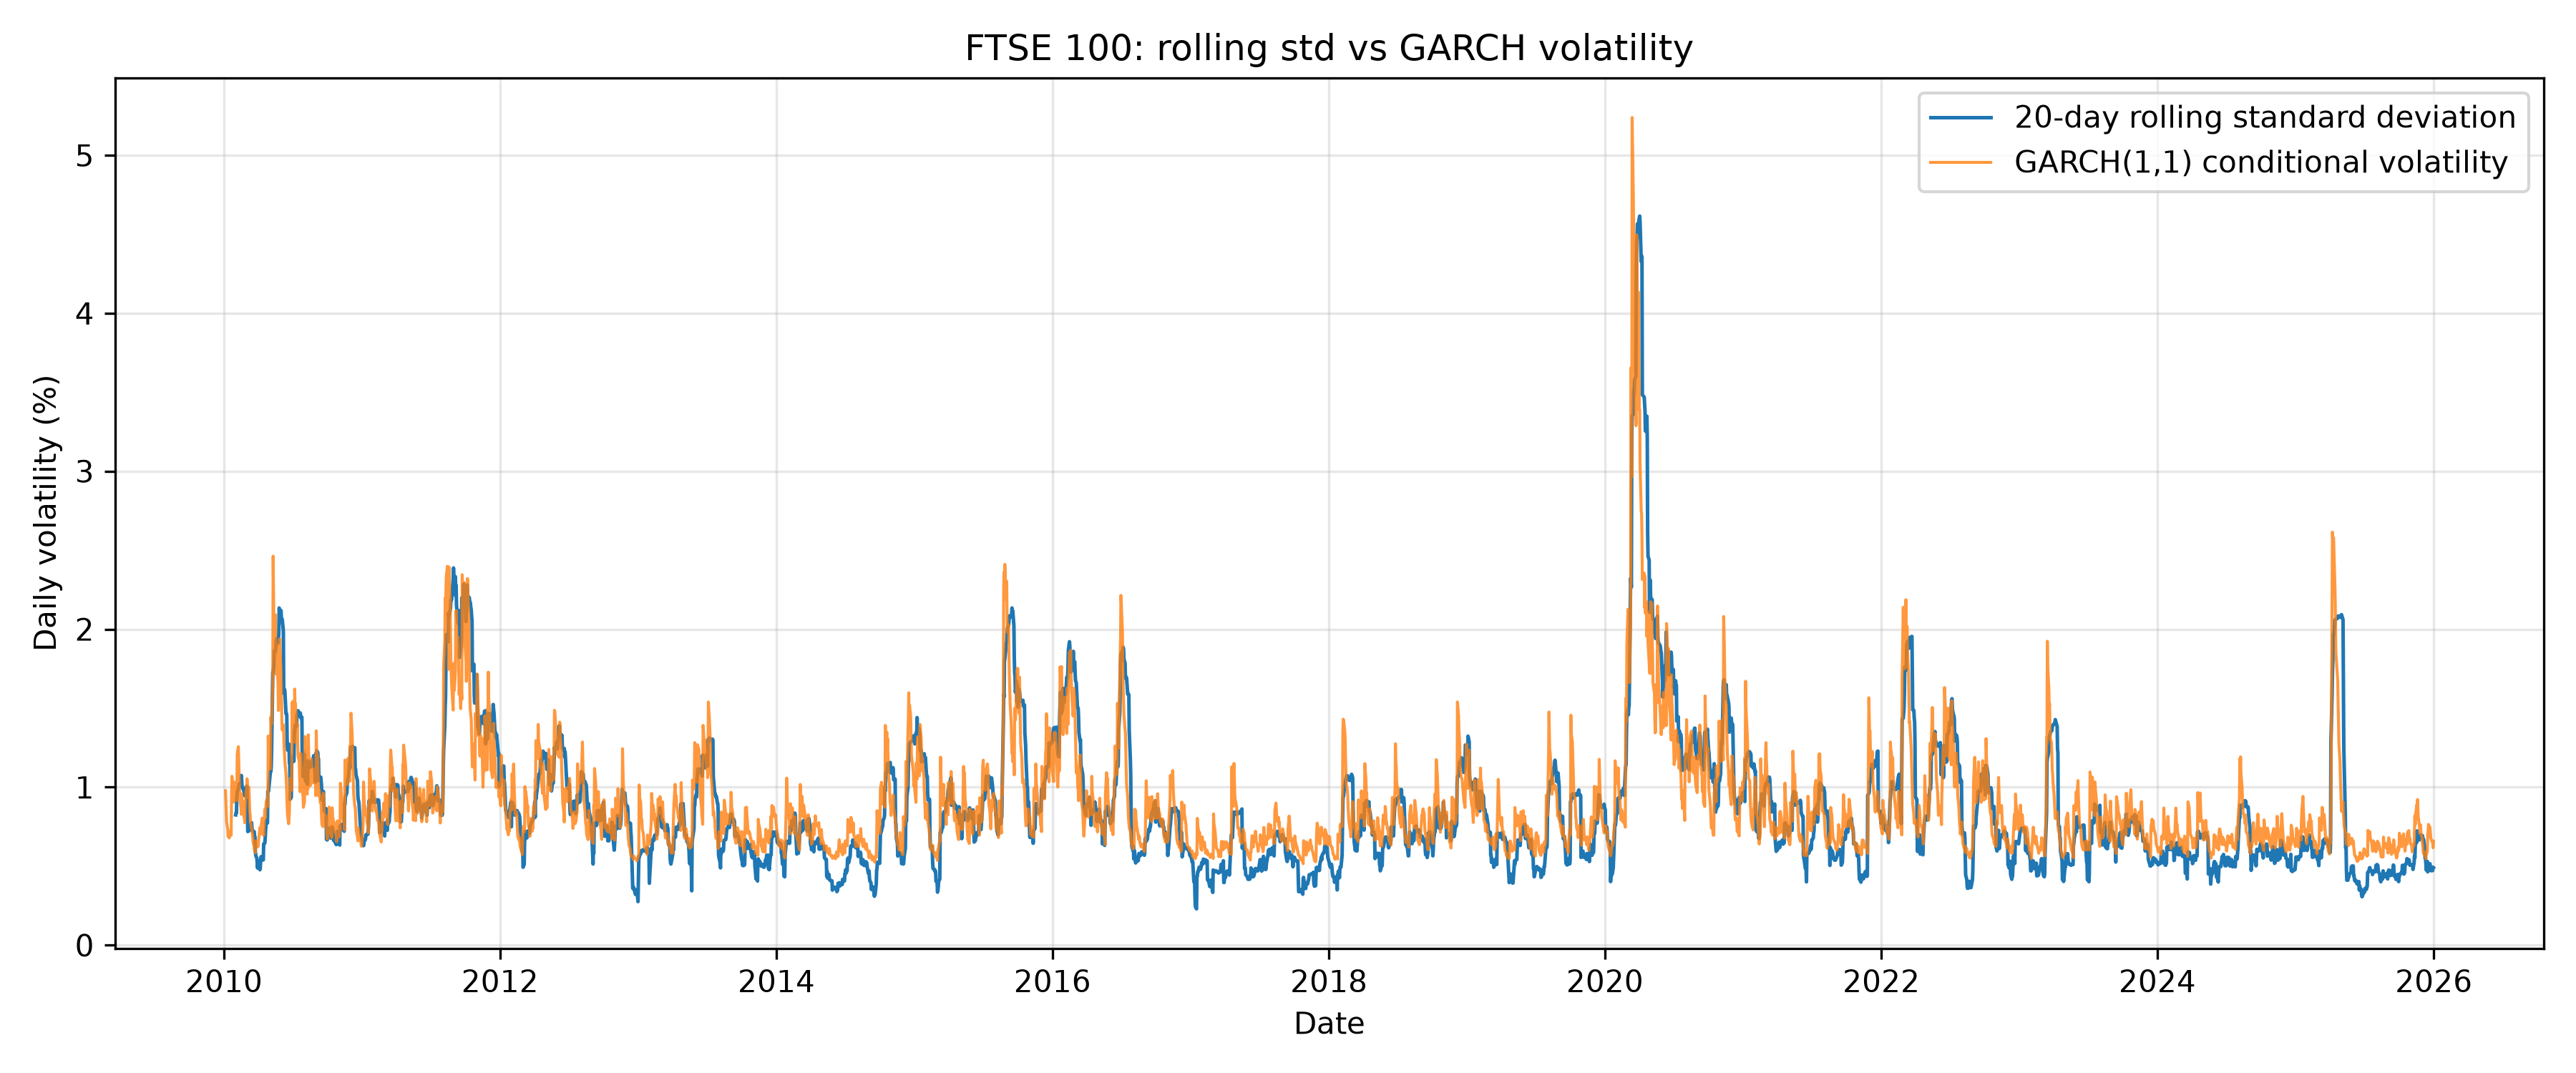 FTSE 100: rolling std vs GARCH volatility
20-day rolling standard deviation
GARCH(1,1) conditional volatility
Daily volatility (%)
5
4
3
2
1
0
2010 2012 2014 2016 2018 2020 2022 2024 2026
Date